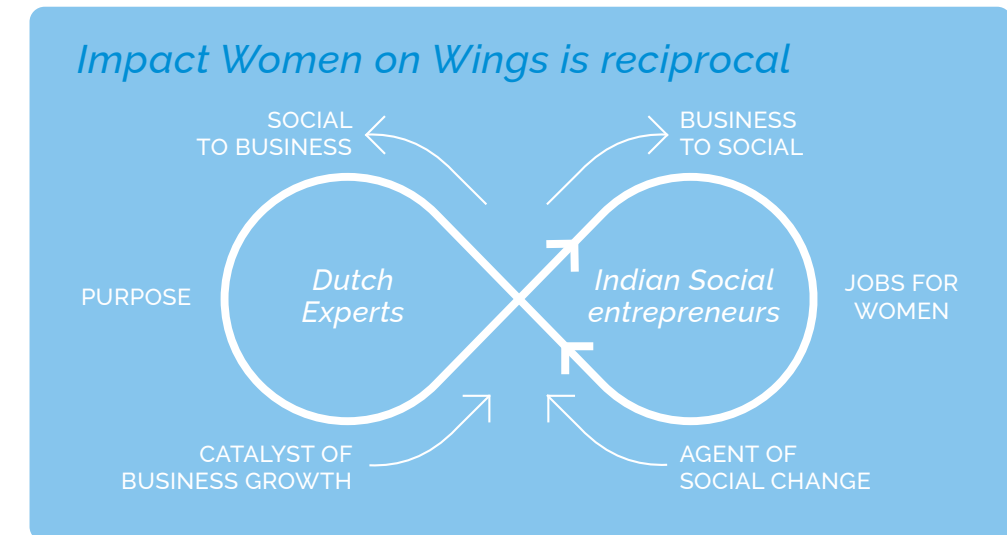 Impact Women on Wings is reciprocal
SOCIAL
TO BUSINESS
BUSINESS
TO SOCIAL
PURPOSE
Dutch
Experts
Indian Social
entrepreneurs
JOBS FOR
WOMEN
CATALYST OF
BUSINESS GROWTH
AGENT OF
SOCIAL CHANGE